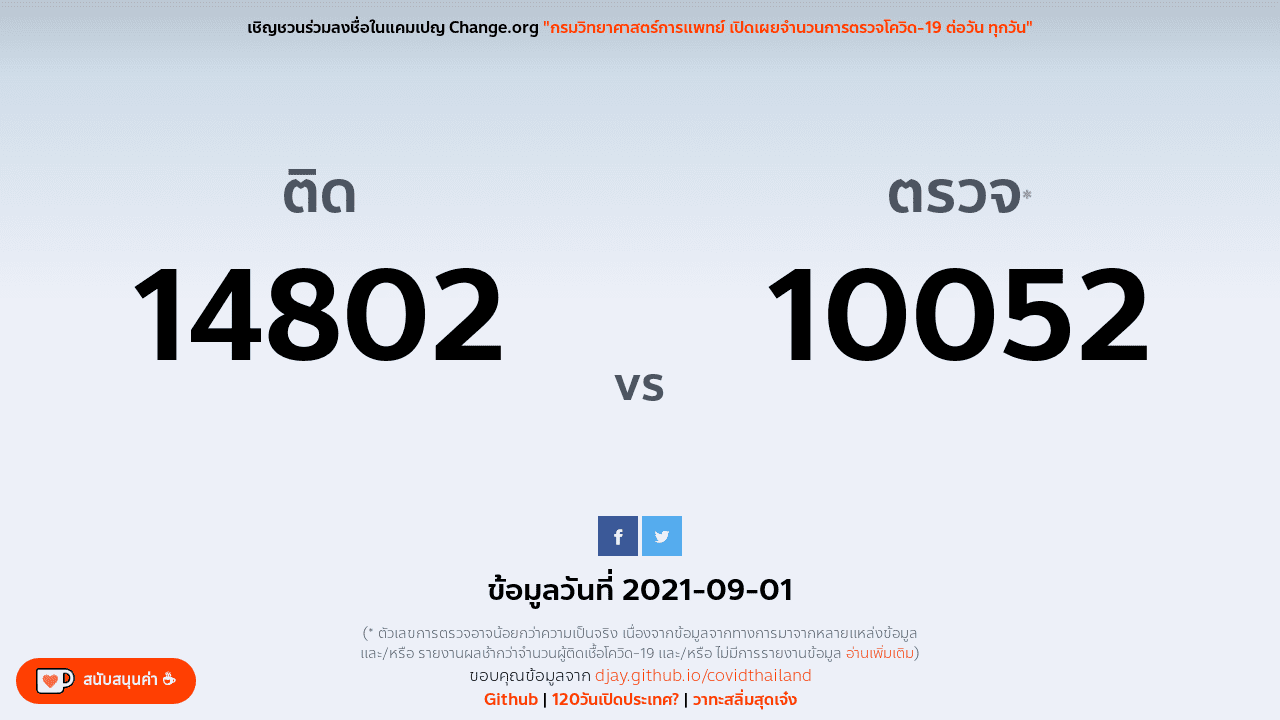 เชิญชวนร่วมลงชื่อในแคมเปญ Change.org "กรมวิทยาศาสตร์การแพทย์ เปิดเผยจำนวนการตรวจโควิด-19 ต่อวัน ทุกวัน"
ติด
ตรวจ*
14802
10052
vs
ข้อมูลวันที่ 2021-09-01
(* ตัวเลขการตรวจอาจน้อยกว่าความเป็นจริง เนื่องจากข้อมูลจากทางการมาจากหลายแหล่งข้อมูล
และ/หรือ รายงานผลช้ากว่าจำนวนผู้ติดเชื้อโควิด-19 และ/หรือ ไม่มีการรายงานข้อมูล อ่านเพิ่มเติม)
ขอบคุณข้อมูลจาก djay.github.io/covidthailand
Github | 120วันเปิดประเทศ? | วาทะสลิ่มสุดเจ๋ง
สนับสนุนค่า ☕